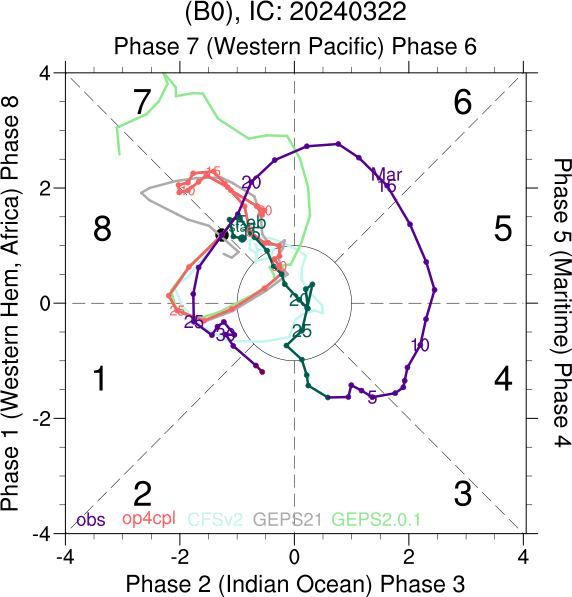 (B0), IC: 20240322
Phase 7 (Western Pacific) Phase 6
Phase 1 (Western Hem, Africa) Phase 8
Phase 5 (Maritime) Phase 4
4
2
0
-2
-4
7
6
8
5
1
4
2
3
Mar
15
20
15
10
5
25
30
20
25
25
10
start
obs op4cpl CFSv2 GEPS21 GEPS2.0.1
-4 -2 0 2 4
Phase 2 (Indian Ocean) Phase 3